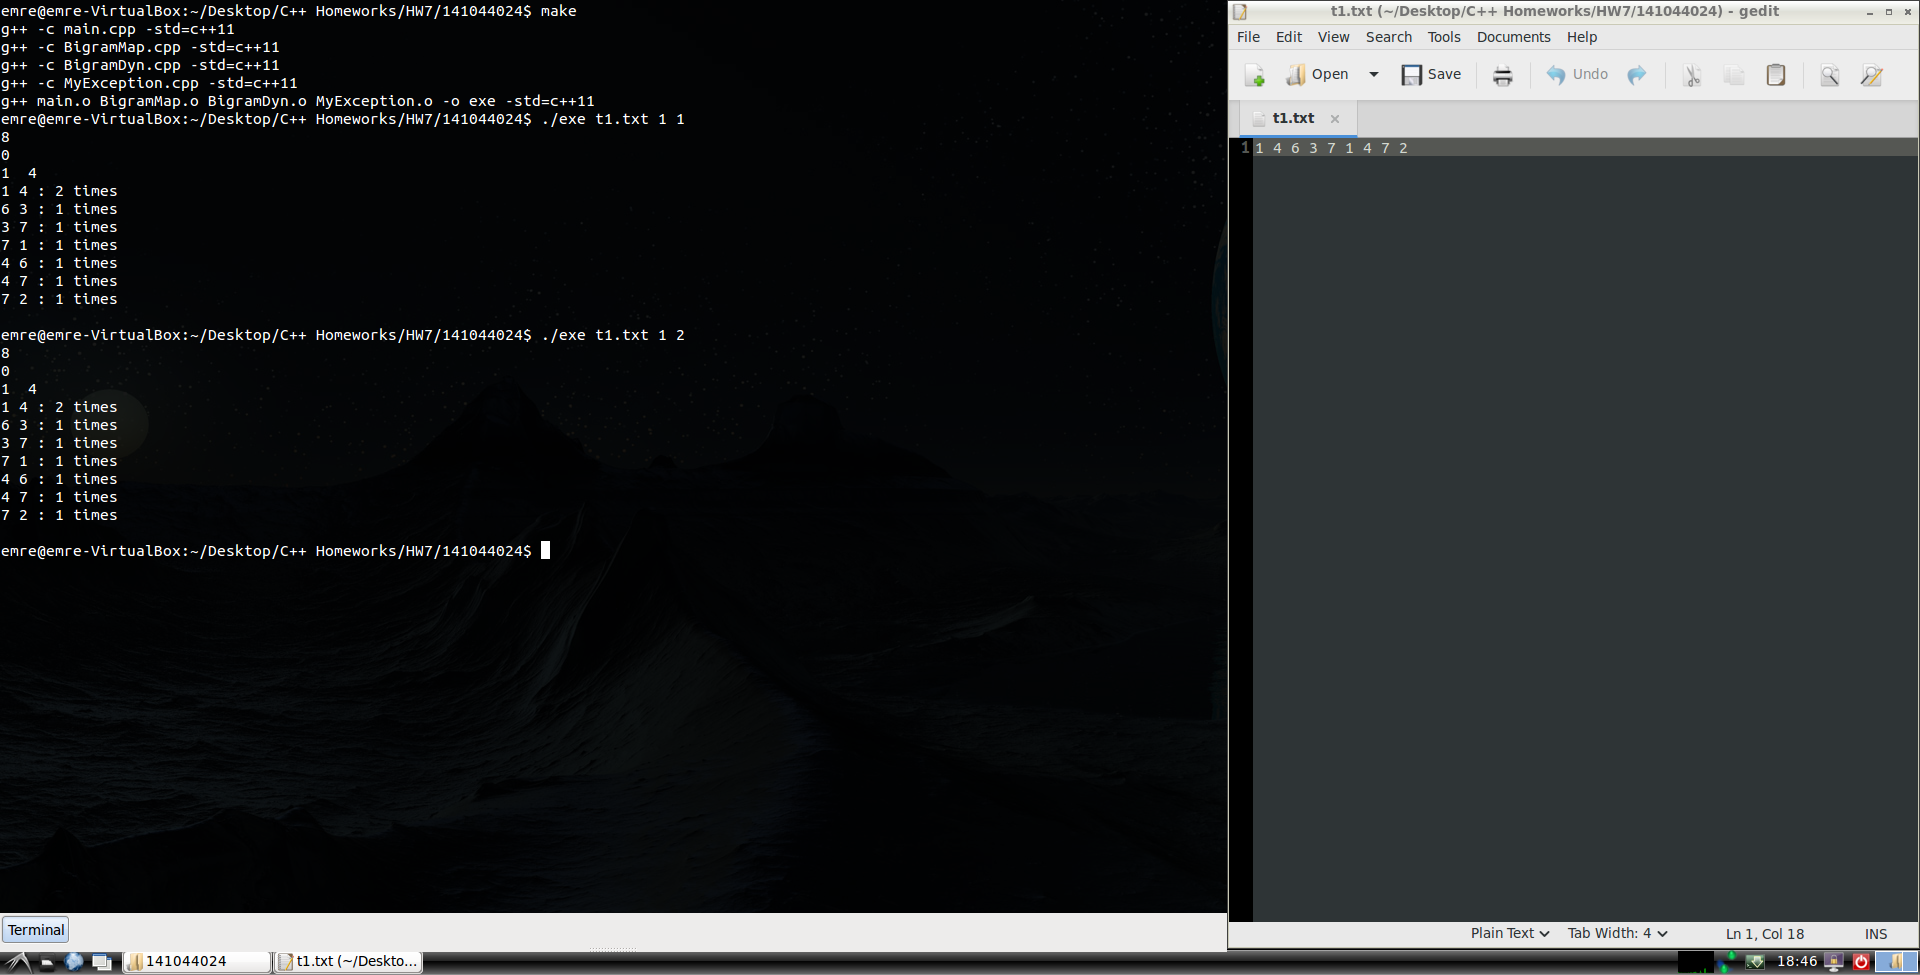 emre@emre-VirtualBox:~/Desktop/C++ Homeworks/HW7/141044024$ make
g++ -c main.cpp -std=c++11
g++ -c BigramMap.cpp -std=c++11
g++ -c BigramDyn.cpp -std=c++11
g++ -c MyException.cpp -std=c++11
g++ main.o BigramMap.o BigramDyn.o MyException.o -o exe -std=c++11
emre@emre-VirtualBox:~/Desktop/C++ Homeworks/HW7/141044024$ ./exe t1.txt 1 1
8
0
1  4
1 4 : 2 times
6 3 : 1 times
3 7 : 1 times
7 1 : 1 times
4 6 : 1 times
4 7 : 1 times
7 2 : 1 times
emre@emre-VirtualBox:~/Desktop/C++ Homeworks/HW7/141044024$ ./exe t1.txt 1 2
8
0
1  4
1 4 : 2 times
6 3 : 1 times
3 7 : 1 times
7 1 : 1 times
4 6 : 1 times
4 7 : 1 times
7 2 : 1 times
emre@emre-VirtualBox:~/Desktop/C++ Homeworks/HW7/141044024$
Terminal
t1.txt (~/Desktop/C++ Homeworks/HW7/141044024) - gedit
File Edit View Search Tools Documents Help
Open Save Undo
t1.txt
1 1 4 6 3 7 1 4 7 2
Plain Text Tab Width: 4 Ln 1, Col 18 INS
141044024 t1.txt (~/Deskto... 18:46